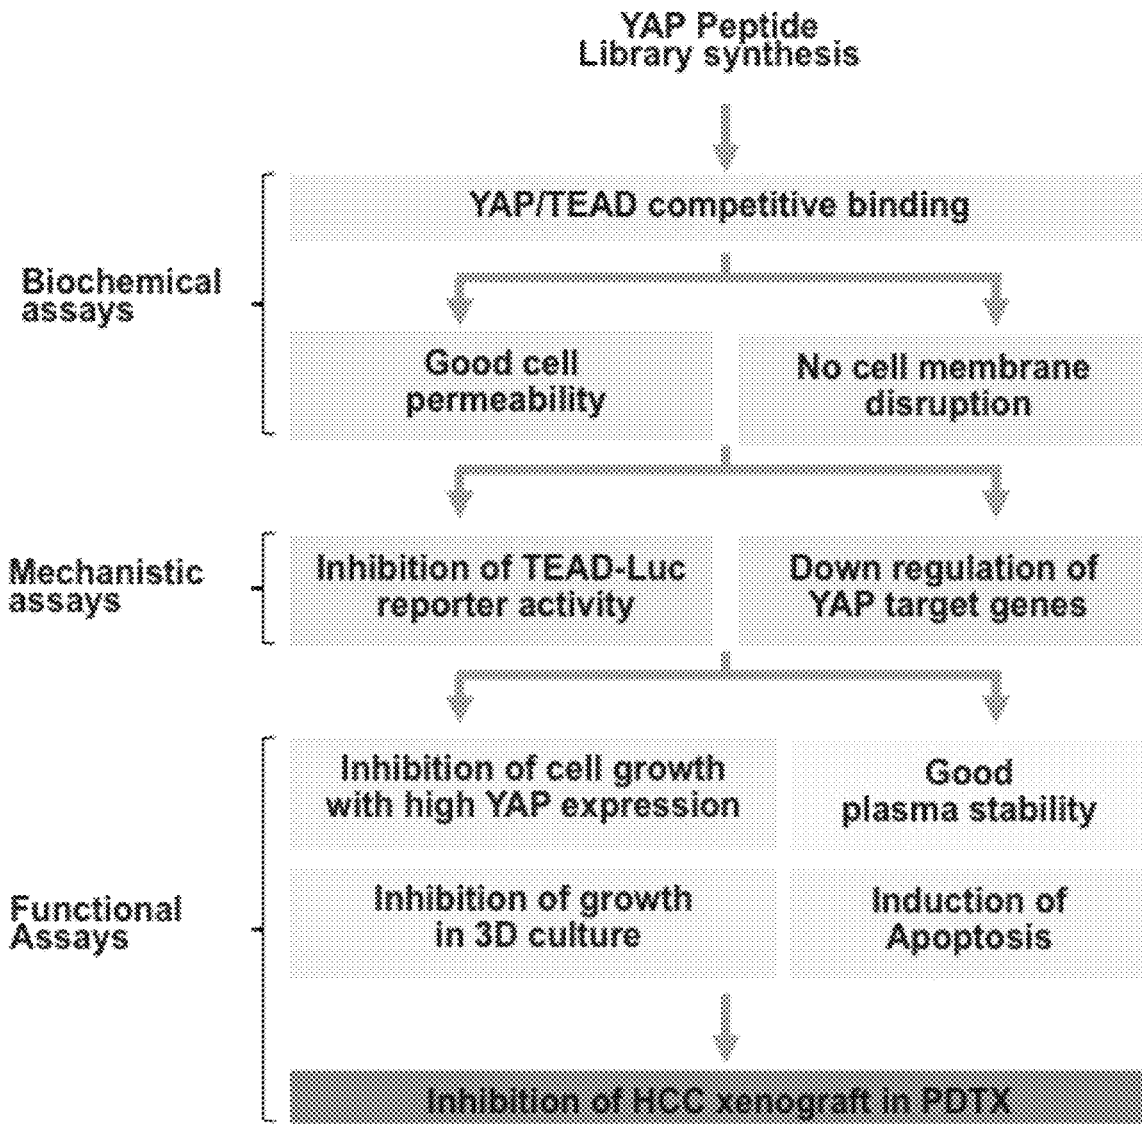 YAP Peptide
Library synthesis
YAP/TEAD competitive binding
Biochemical
assays
Good cell
permeability
No cell membrane
disruption
Mechanistic
assays
Inhibition of TEAD-Luc
reporter activity
Down regulation of
YAP target genes
Inhibition of cell growth
with high YAP expression
Good
plasma stability
Functional
Assays
Inhibition of growth
in 3D culture
Induction of
Apoptosis
Inhibition of HCC xenograft in PDTX